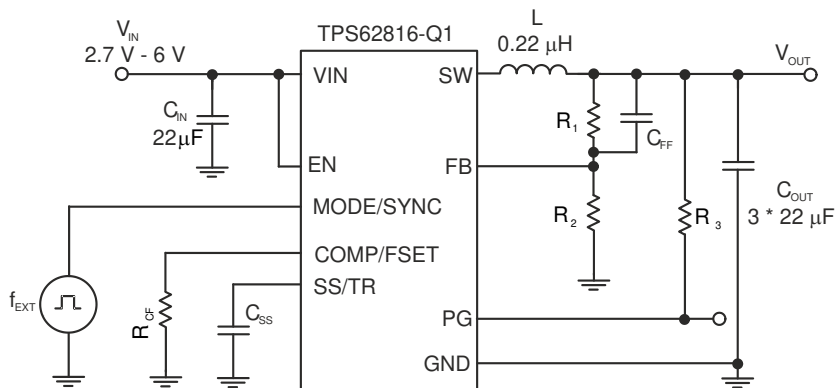 TPS62816-Q1
L
0.22 μH
V_IN
2.7 V - 6 V
V_OUT
VIN
SW
C_IN
22μF
R_1
C_FF
EN
FB
MODE/SYNC
R_2
C_OUT
3 * 22 μF
R_3
COMP/FSET
SS/TR
f_EXT
R_CF
C_SS
PG
GND